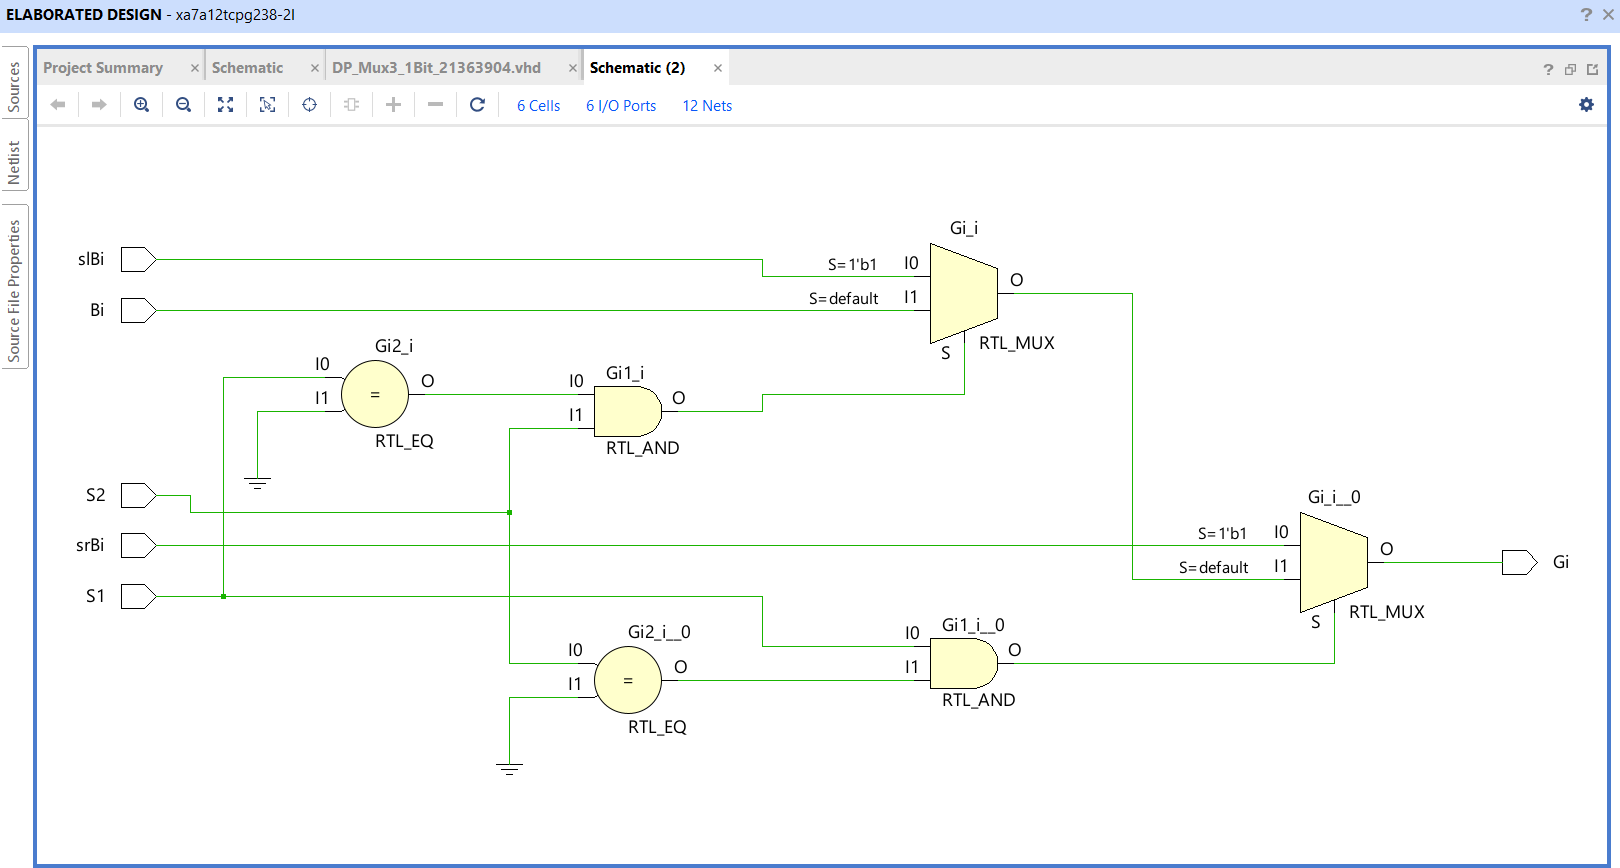 ELABORATED DESIGN - xa7a12tcpg238-2I
Sources
Netlist
Source File Properties
Project Summary × Schematic × DP_Mux3_1Bit_21363904.vhd × Schematic (2) ×
6 Cells 6 I/O Ports 12 Nets
Gi_i
slBi
S=1'b1 I0
O
Bi
S=default I1
S RTL_MUX
Gi2_i
I0
O
I1
=
RTL_EQ
Gi1_i
I0
O
I1
RTL_AND
S2
srBi
S1
Gi_i__0
S=1'b1 I0
O
S=default I1
Gi
S RTL_MUX
Gi2_i__0
I0
O
I1
=
RTL_EQ
Gi1_i__0
I0
O
I1
RTL_AND